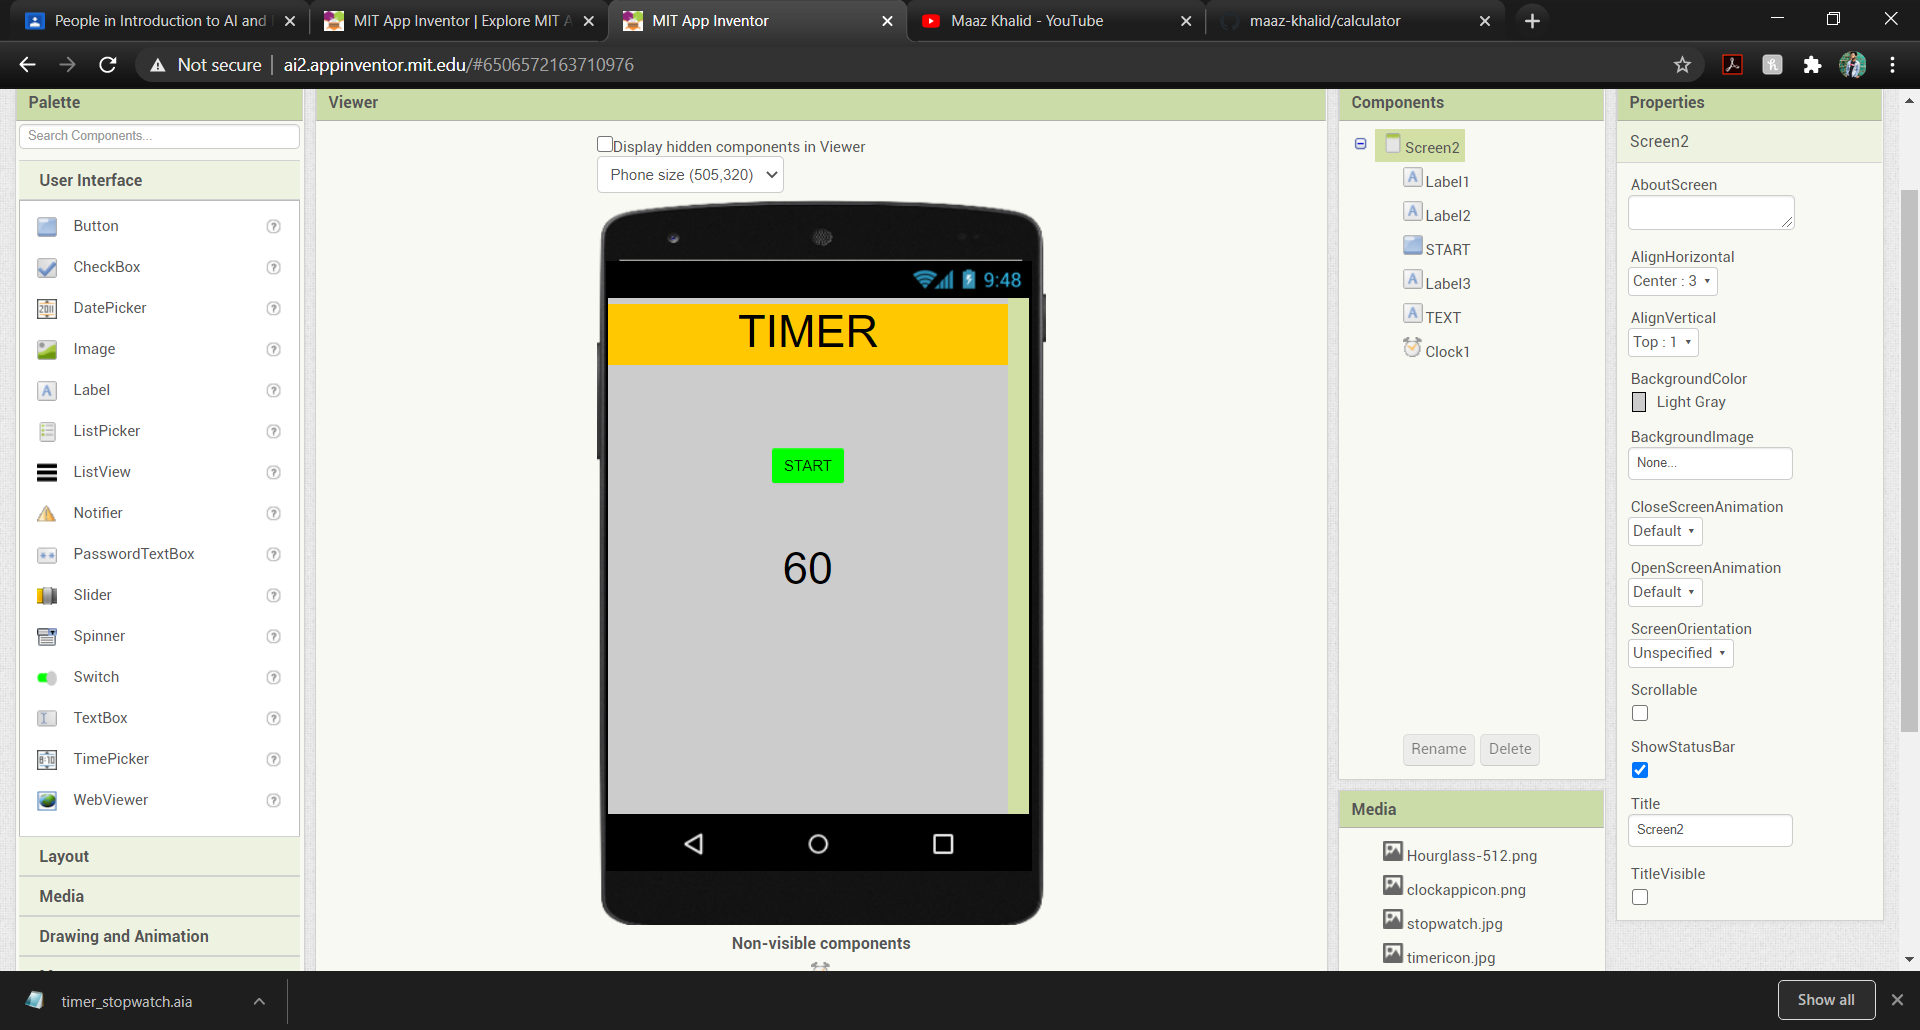 People in Introduction to AI and
MIT App Inventor | Explore MIT A
MIT App Inventor
Maaz Khalid - YouTube
maaz-khalid/calculator
Not secure
ai2.appinventor.mit.edu/#6506572163710976
Palette
Search Components...
User Interface
Button
CheckBox
DatePicker
Image
Label
ListPicker
ListView
Notifier
PasswordTextBox
Slider
Spinner
Switch
TextBox
TimePicker
WebViewer
Layout
Media
Drawing and Animation
Viewer
Display hidden components in Viewer
Phone size (505,320)
9:48
TIMER
START
60
Non-visible components
Components
Screen2
Label1
Label2
START
Label3
TEXT
Clock1
Rename Delete
Media
Hourglass-512.png
clockappicon.png
stopwatch.jpg
timericon.jpg
Properties
Screen2
AboutScreen
AlignHorizontal
Center : 3
AlignVertical
Top : 1
BackgroundColor
Light Gray
BackgroundImage
None...
CloseScreenAnimation
Default
OpenScreenAnimation
Default
ScreenOrientation
Unspecified
Scrollable
ShowStatusBar
Title
Screen2
TitleVisible
timer_stopwatch.aia
Show all